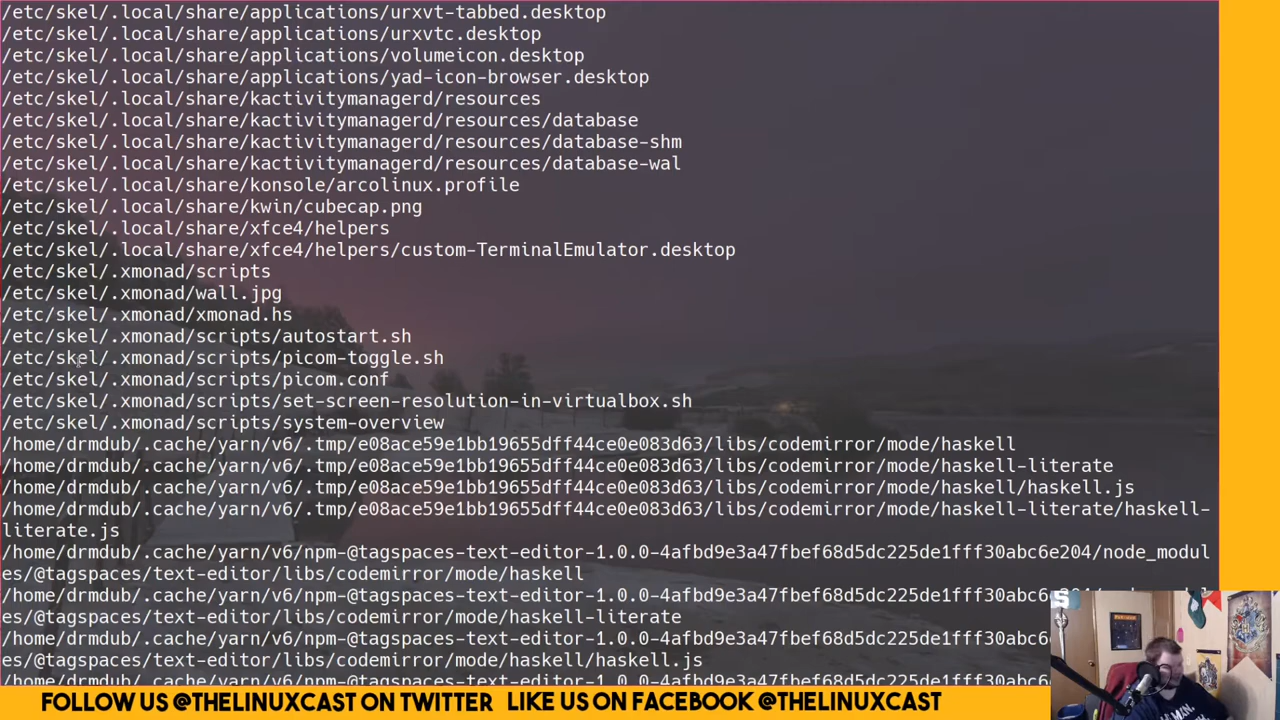 /etc/skel/.local/share/applications/urxvt-tabbed.desktop
/etc/skel/.local/share/applications/urxvtc.desktop
/etc/skel/.local/share/applications/volumeicon.desktop
/etc/skel/.local/share/applications/yad-icon-browser.desktop
/etc/skel/.local/share/kactivitymanagerd/resources
/etc/skel/.local/share/kactivitymanagerd/resources/database
/etc/skel/.local/share/kactivitymanagerd/resources/database-shm
/etc/skel/.local/share/kactivitymanagerd/resources/database-wal
/etc/skel/.local/share/konsole/arcolinux.profile
/etc/skel/.local/share/kwin/cubecap.png
/etc/skel/.local/share/xfce4/helpers
/etc/skel/.local/share/xfce4/helpers/custom-TerminalEmulator.desktop
/etc/skel/.xmonad/scripts
/etc/skel/.xmonad/wall.jpg
/etc/skel/.xmonad/xmonad.hs
/etc/skel/.xmonad/scripts/autostart.sh
/etc/skel/.xmonad/scripts/picom-toggle.sh
/etc/skel/.xmonad/scripts/picom.conf
/etc/skel/.xmonad/scripts/set-screen-resolution-in-virtualbox.sh
/etc/skel/.xmonad/scripts/system-overview
/home/drmdub/.cache/yarn/v6/.tmp/e08ace59e1bb19655dff44ce0e083d63/libs/codemirror/mode/haskell
/home/drmdub/.cache/yarn/v6/.tmp/e08ace59e1bb19655dff44ce0e083d63/libs/codemirror/mode/haskell-literate
/home/drmdub/.cache/yarn/v6/.tmp/e08ace59e1bb19655dff44ce0e083d63/libs/codemirror/mode/haskell/haskell.js
/home/drmdub/.cache/yarn/v6/.tmp/e08ace59e1bb19655dff44ce0e083d63/libs/codemirror/mode/haskell-literate/haskell-
literate.js
/home/drmdub/.cache/yarn/v6/npm-@tagspaces-text-editor-1.0.0-4afbd9e3a47fbef68d5dc225de1fff30abc6e204/node_modul
es/@tagspaces/text-editor/libs/codemirror/mode/haskell
/home/drmdub/.cache/yarn/v6/npm-@tagspaces-text-editor-1.0.0-4afbd9e3a47fbef68d5dc225de1fff30abc6
es/@tagspaces/text-editor/libs/codemirror/mode/haskell-literate
/home/drmdub/.cache/yarn/v6/npm-@tagspaces-text-editor-1.0.0-4afbd9e3a47fbef68d5dc225de1fff30abc6
es/@tagspaces/text-editor/libs/codemirror/mode/haskell/haskell.js
FOLLOW US @THELINUXCAST ON TWITTER LIKE US ON FACEBOOK @THELINUXCAST